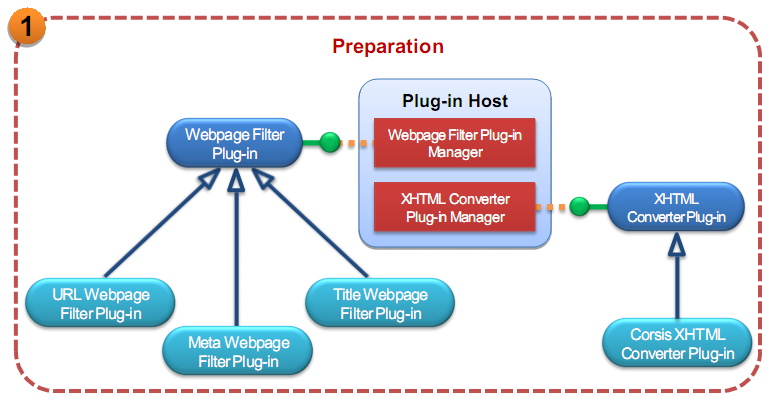 1
Preparation
Plug-in Host
Webpage Filter
Plug-in
Webpage Filter Plug-in
Manager
XHTML Converter
Plug-in Manager
XHTML
Converter Plug-in
URL Webpage
Filter Plug-in
Title Webpage
Filter Plug-in
Meta Webpage
Filter Plug-in
Corsis XHTML
Converter Plug-in